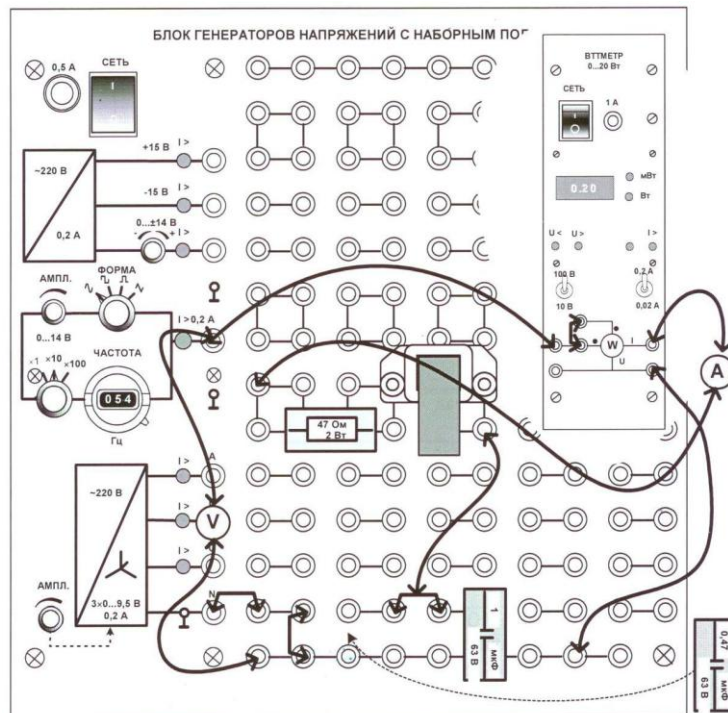 БЛОК ГЕНЕРАТОРОВ НАПРЯЖЕНИЙ С НАБОРНЫМ
0,5 А
СЕТЬ
I
ВТТМЕТР
0...20 Вт
СЕТЬ
I
O
1 А
0.20
мВт
Вт
U <
U >
I >
100 В
10 В
0,2 А
0,02 А
W
I
U
A
~220 В
0,2 А
+15 В
I >
-15 В
I >
0...±14 В
- +
I >
АМПЛ.
ФОРМА
0...14 В
I > 0,2 А
×1
×10
×100
ЧАСТОТА
054
Гц
47 Ом
2 Вт
~220 В
I >
A
I >
V
I >
N
АМПЛ.
3×0...9,5 В
0,2 А
1
мкФ
63 В
0,47
мкФ
63 В